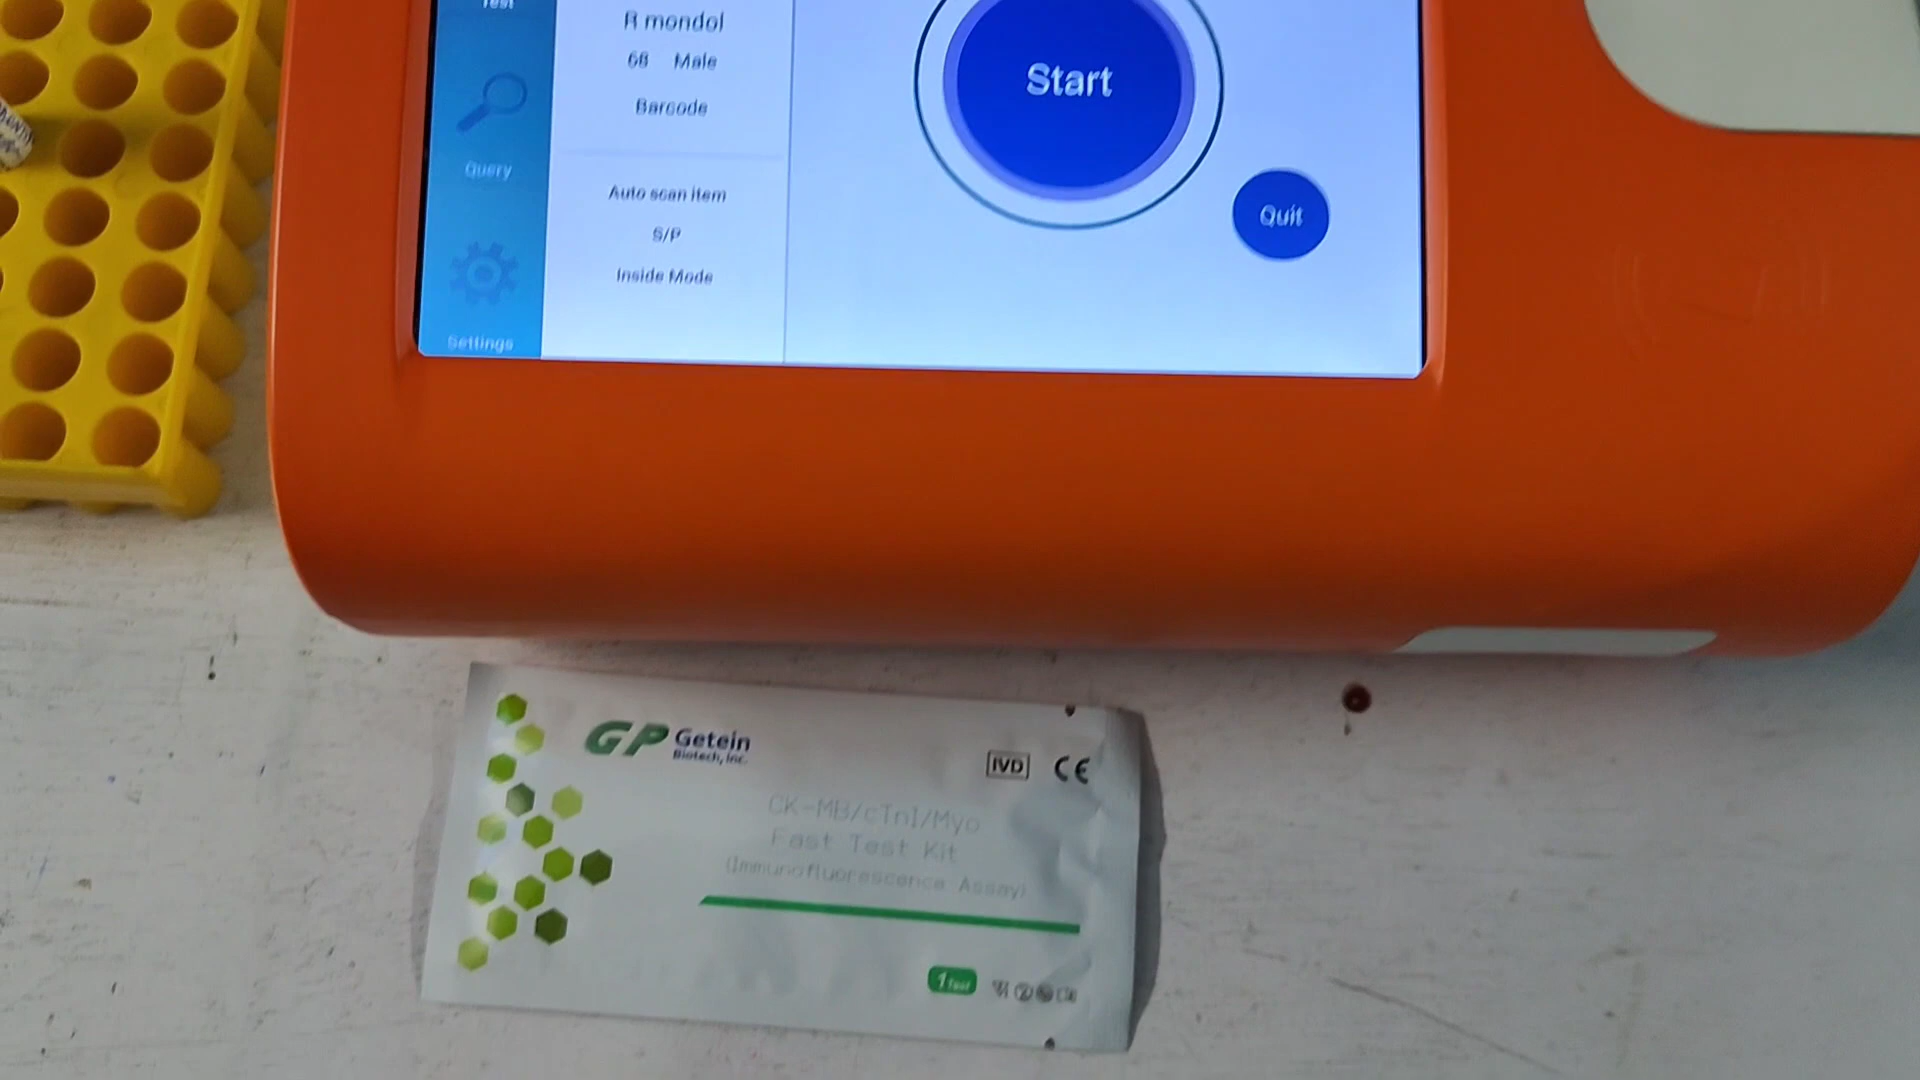 Test
R mondol
68 Male
Barcode
Query
Auto scan item
S/P
Inside Mode
Settings
Start
Quit
GP Getein
Biotech, Inc.
IVD CE
CK-MB/cTnI/Myo
Fast Test Kit
(Immunofluorescence Assay)
1 Test